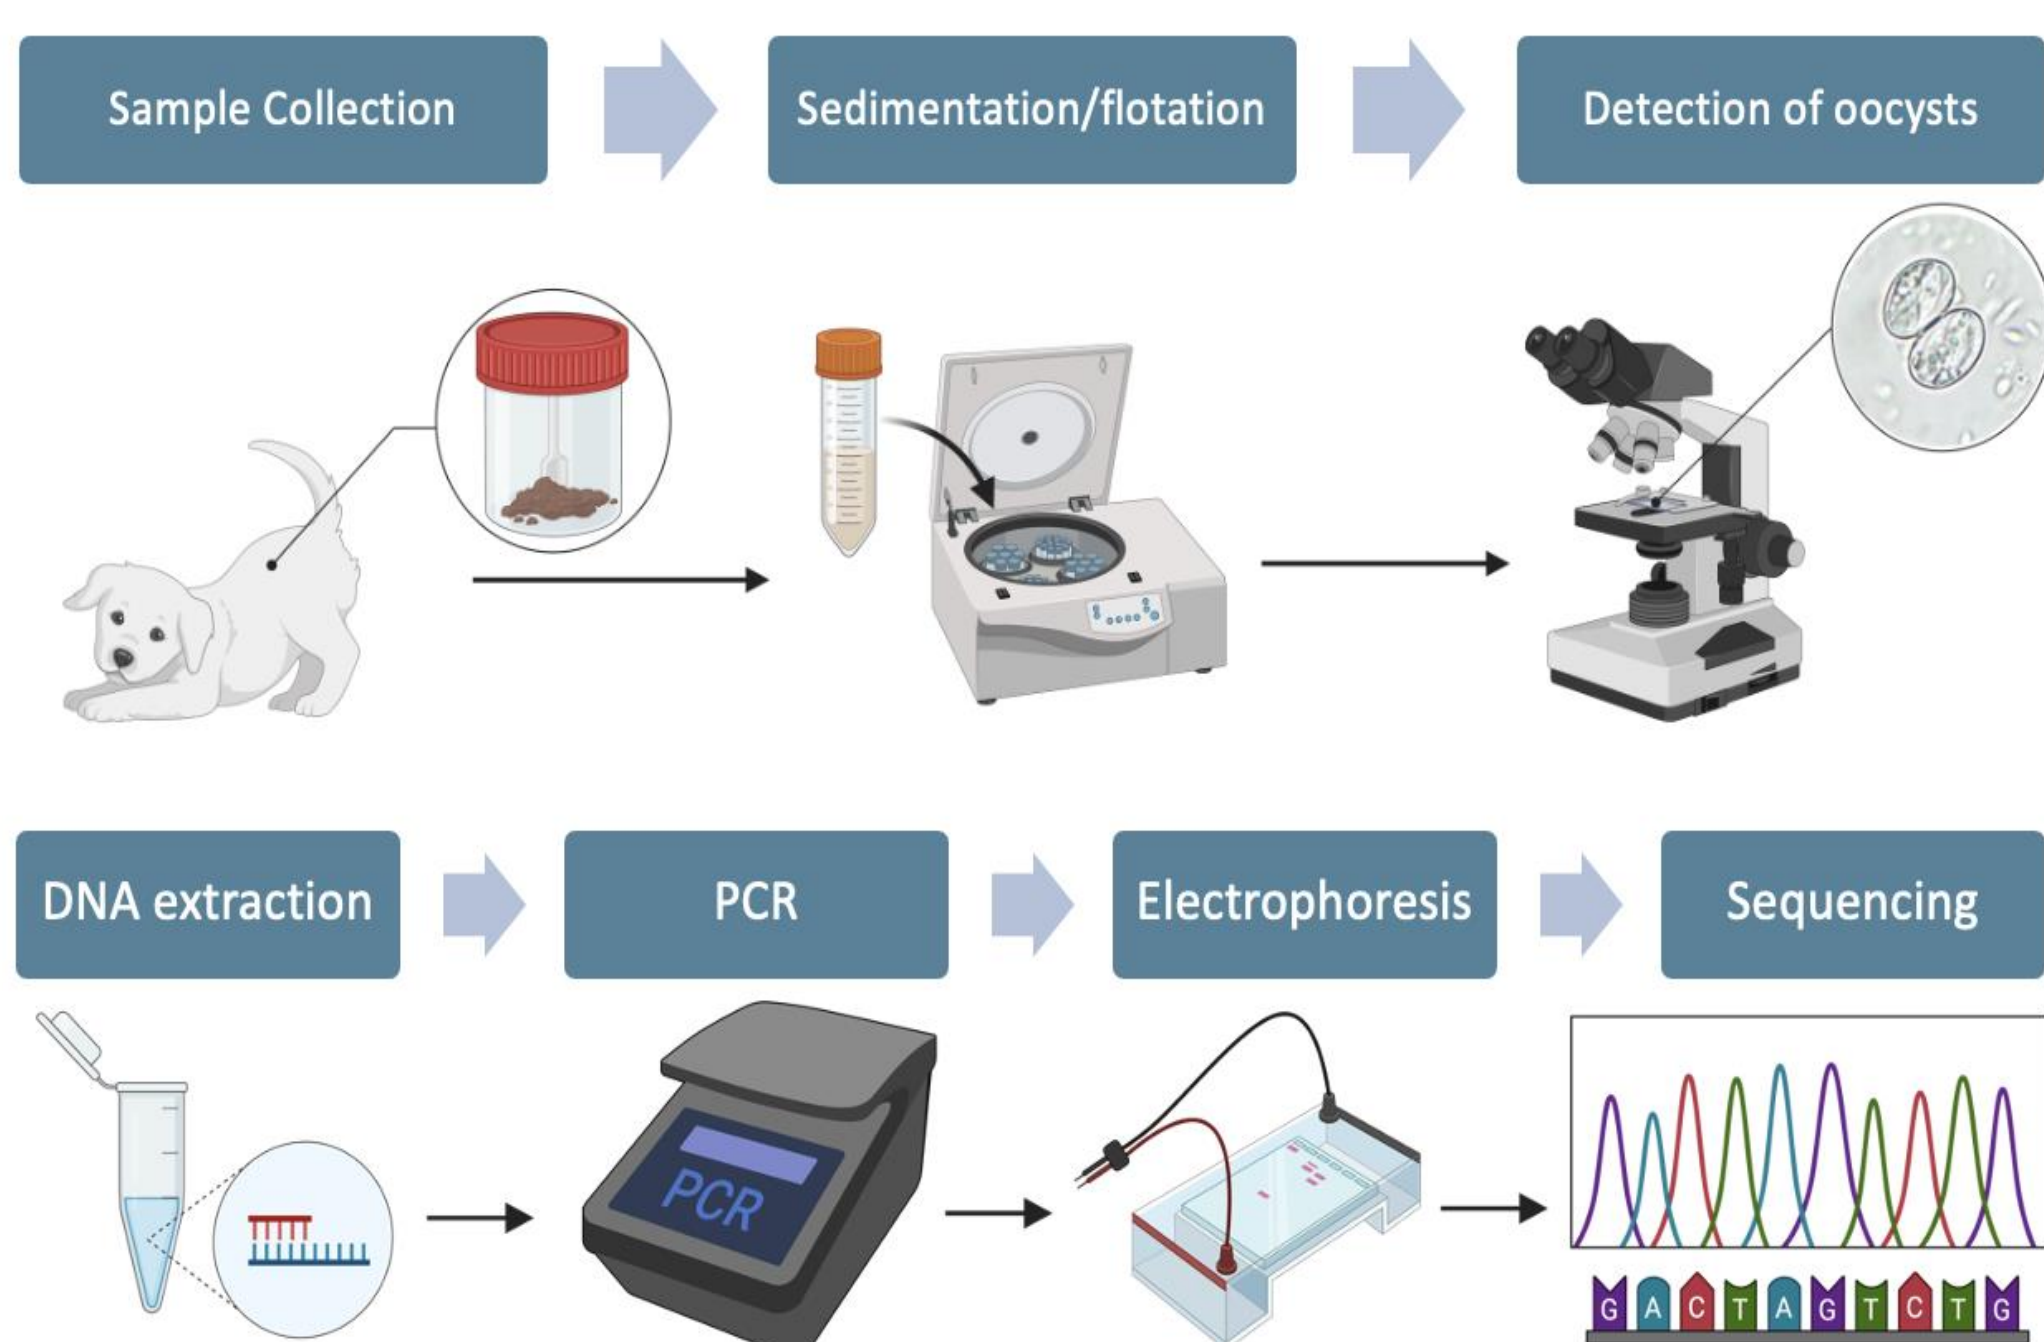 Sample Collection
Sedimentation/flotation
Detection of oocysts
DNA extraction
PCR
Electrophoresis
Sequencing
PCR
G A C T A G T C T G